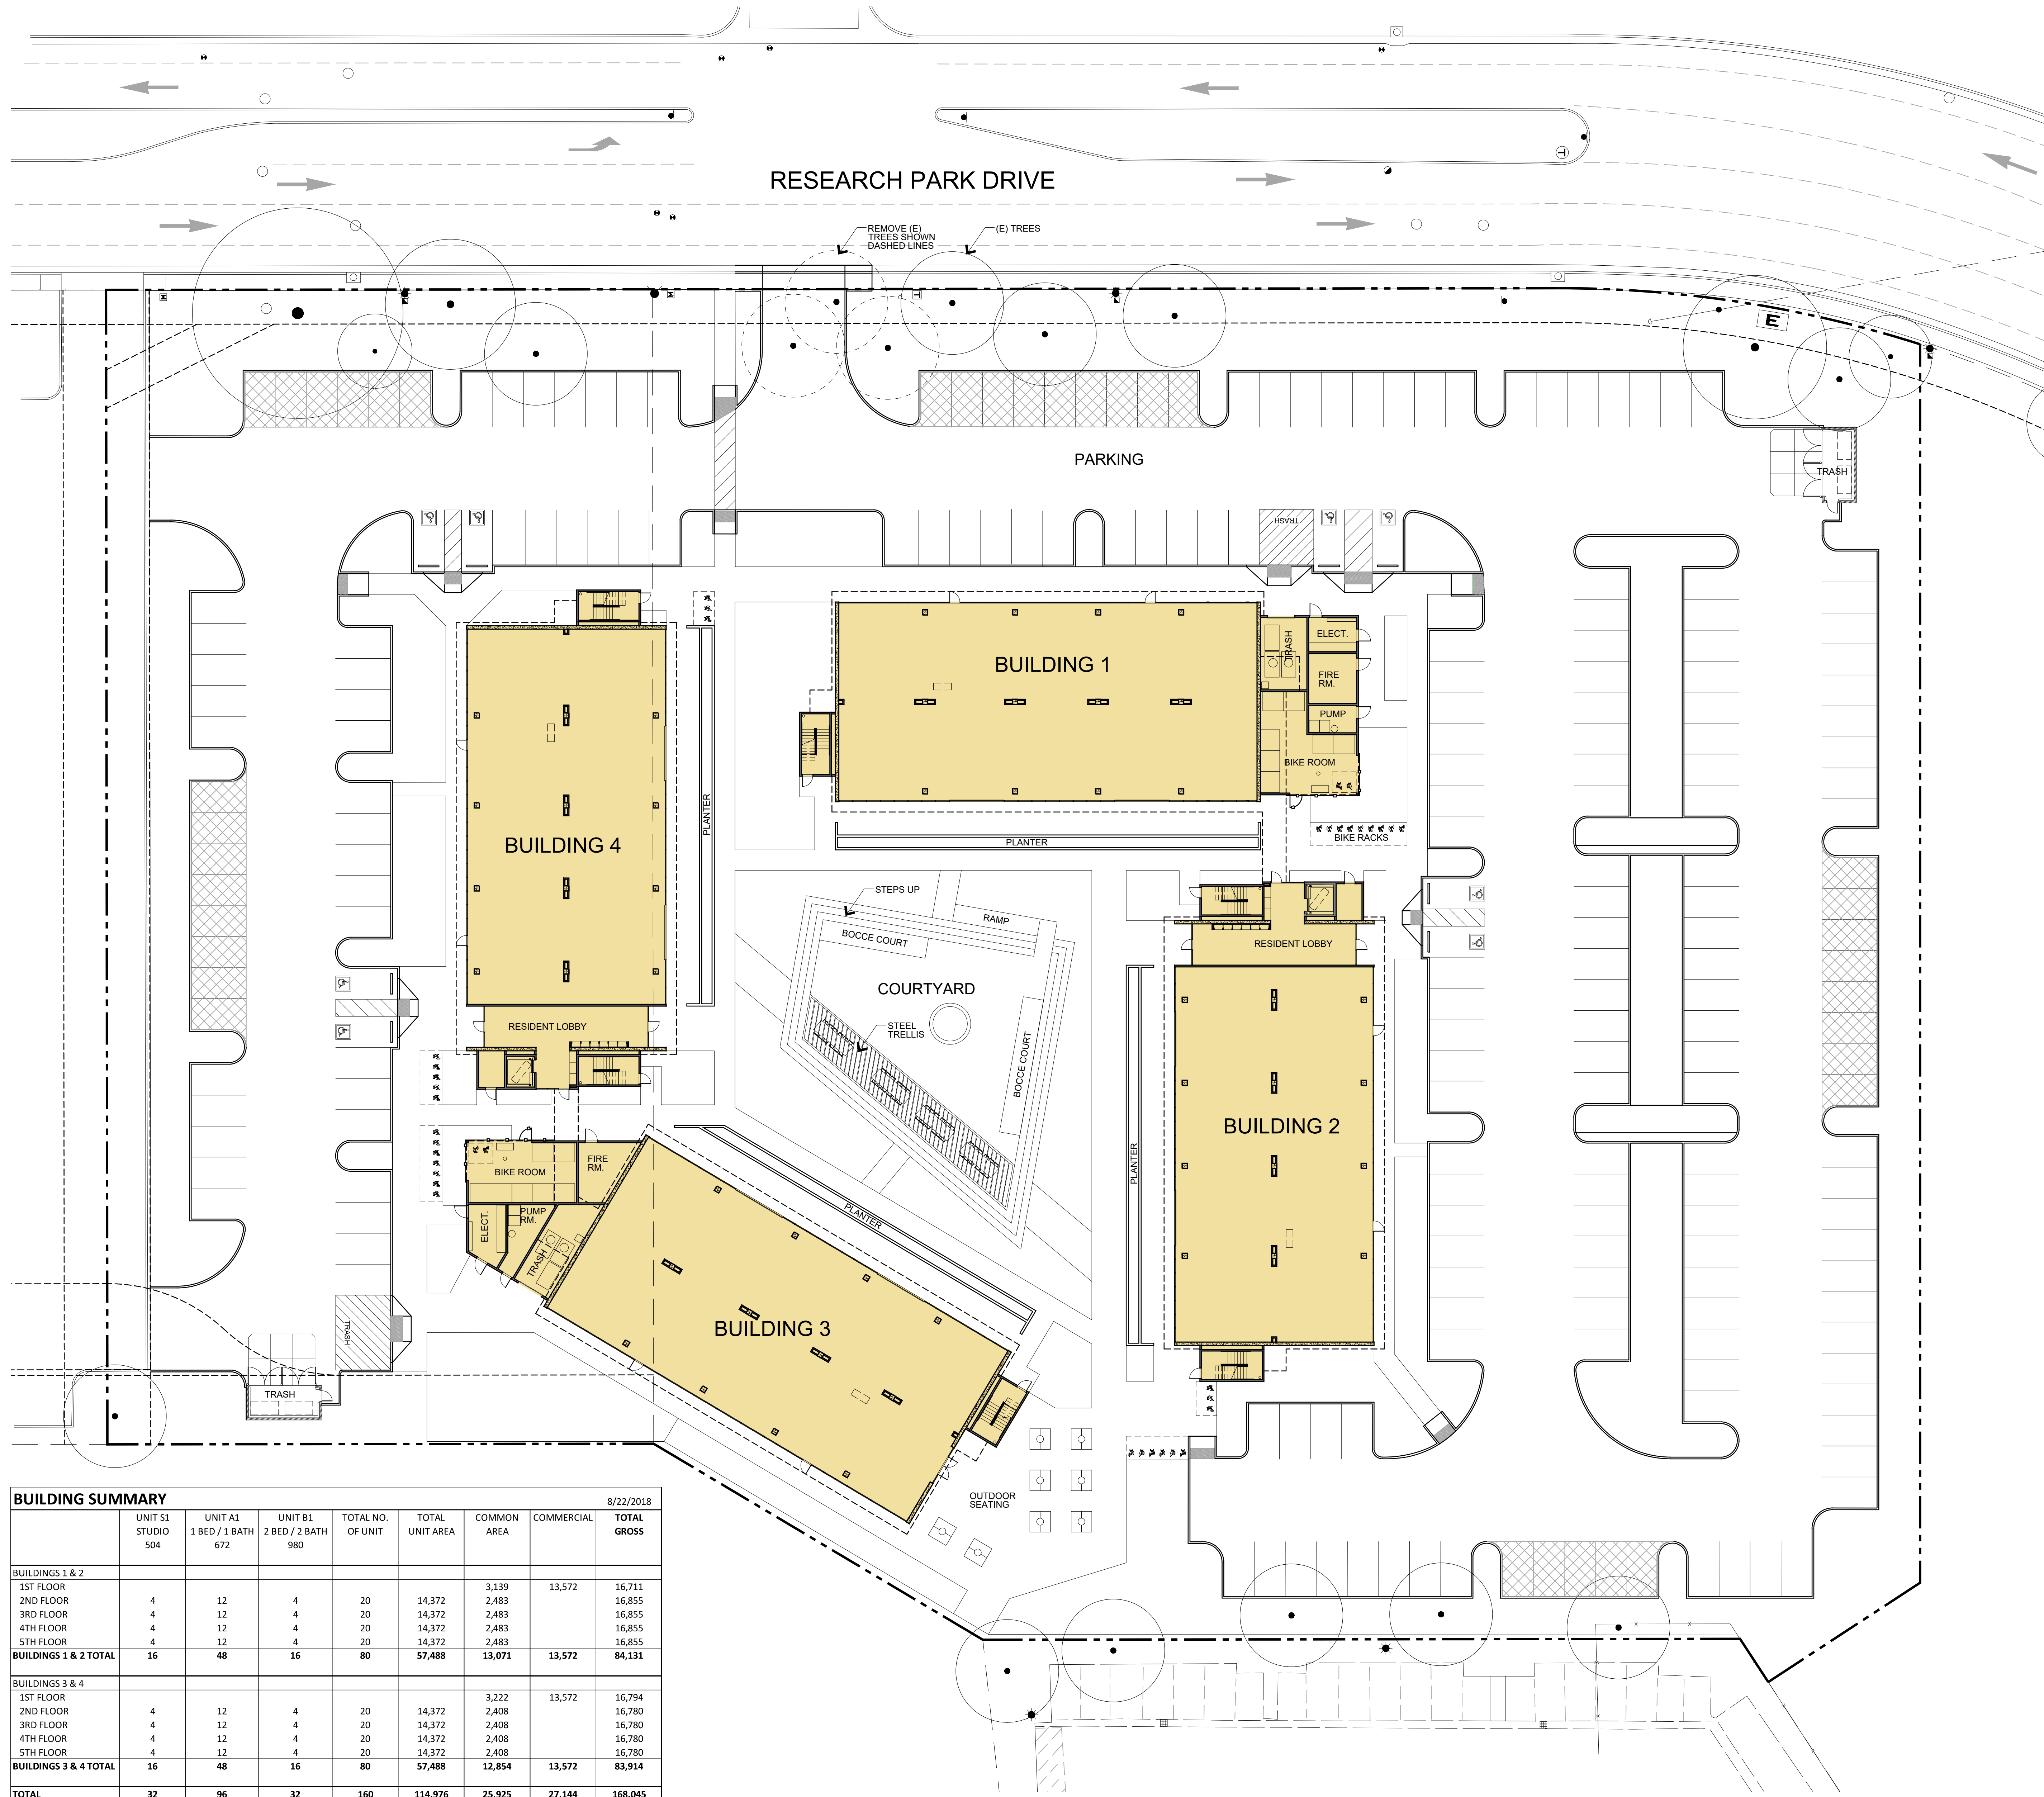 RESEARCH PARK DRIVE
REMOVE (E)
TREES SHOWN
DASHED LINES
(E) TREES
E
PARKING
TRASH
TRASH
BUILDING 1
TRASH
ELECT.
FIRE
RM.
PUMP
BIKE ROOM
BIKE RACKS
PLANTER
PLANTER
BUILDING 4
STEPS UP
RAMP
BOCCE COURT
COURTYARD
STEEL
TRELLIS
BOCCE COURT
RESIDENT LOBBY
RESIDENT LOBBY
BUILDING 2
PLANTER
BIKE ROOM
FIRE
RM.
ELECT.
PUMP
RM.
TRASH
PLANTER
BUILDING 3
TRASH
TRASH
OUTDOOR
SEATING
BUILDING SUMMARY 8/22/2018
UNIT S1 UNIT A1 UNIT B1 TOTAL NO. TOTAL COMMON COMMERCIAL TOTAL
STUDIO 1 BED / 1 BATH 2 BED / 2 BATH OF UNIT UNIT AREA AREA GROSS
504 672 980
BUILDINGS 1 & 2
1ST FLOOR 3,139 13,572 16,711
2ND FLOOR 4 12 4 20 14,372 2,483 16,855
3RD FLOOR 4 12 4 20 14,372 2,483 16,855
4TH FLOOR 4 12 4 20 14,372 2,483 16,855
5TH FLOOR 4 12 4 20 14,372 2,483 16,855
BUILDINGS 1 & 2 TOTAL 16 48 16 80 57,488 13,071 13,572 84,131
BUILDINGS 3 & 4
1ST FLOOR 3,222 13,572 16,794
2ND FLOOR 4 12 4 20 14,372 2,408 16,780
3RD FLOOR 4 12 4 20 14,372 2,408 16,780
4TH FLOOR 4 12 4 20 14,372 2,408 16,780
5TH FLOOR 4 12 4 20 14,372 2,408 16,780
BUILDINGS 3 & 4 TOTAL 16 48 16 80 57,488 12,854 13,572 83,914
TOTAL 32 96 32 160 114,976 25,925 27,144 168,045